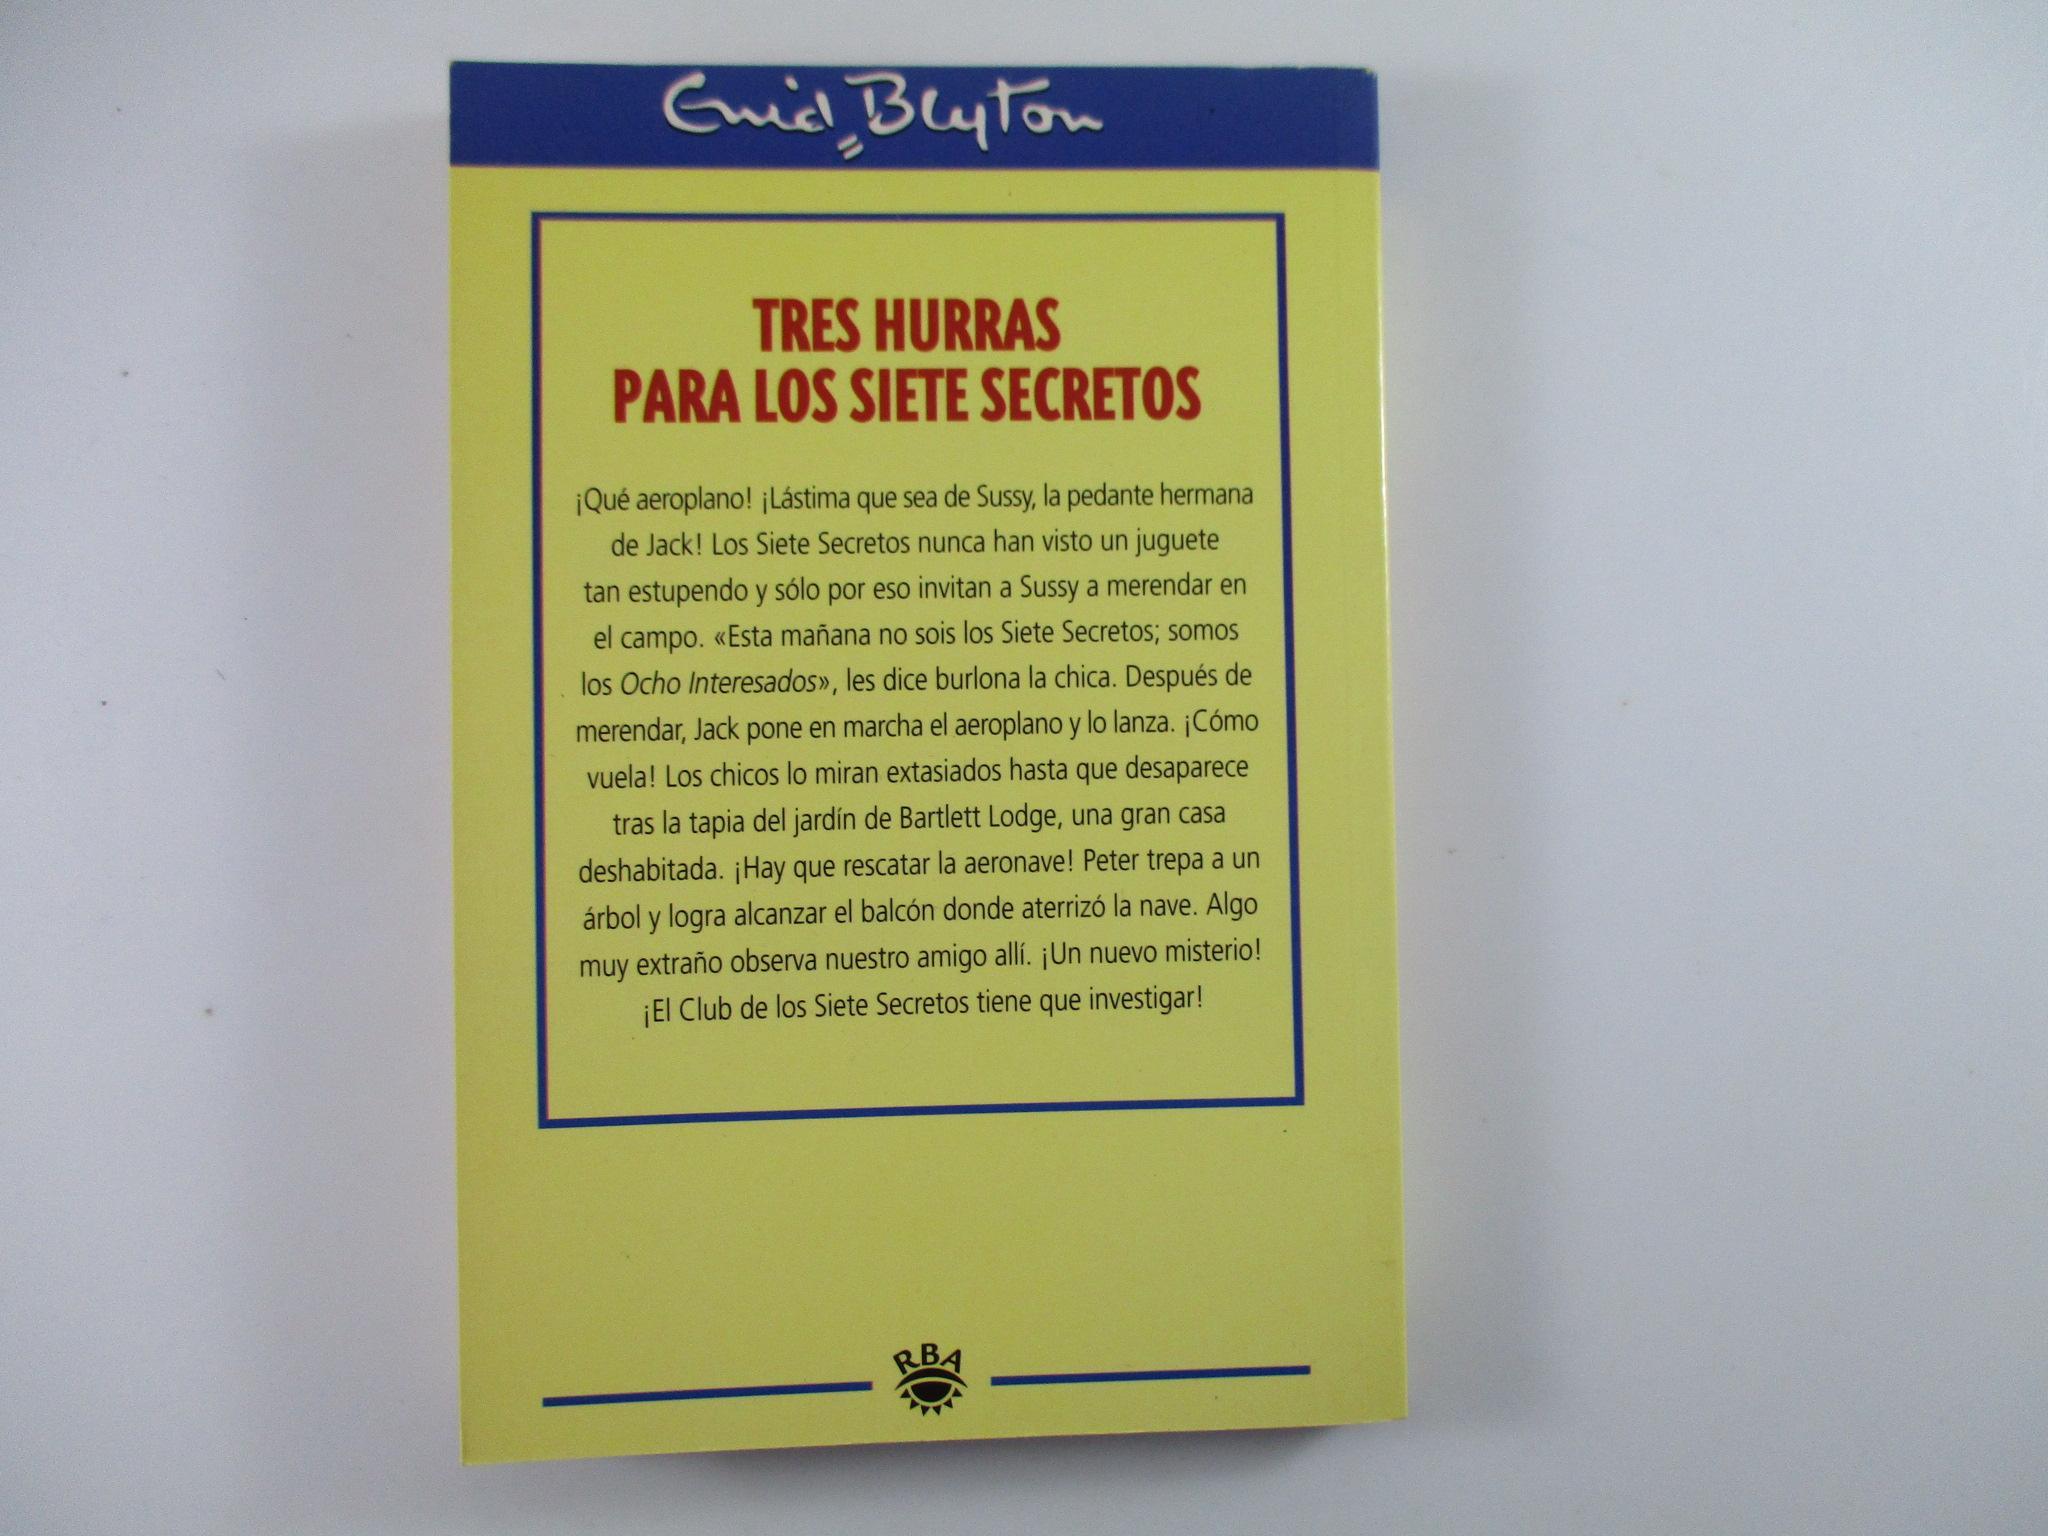 Enid Blyton
TRES HURRAS
PARA LOS SIETE SECRETOS
¡Qué aeroplano! ¡Lástima que sea de Sussy, la pedante hermana
de Jack! Los Siete Secretos nunca han visto un juguete
tan estupendo y sólo por eso invitan a Sussy a merendar en
el campo. «Esta mañana no sois los Siete Secretos; somos
los Ocho Interesados», les dice burlona la chica. Después de
merendar, Jack pone en marcha el aeroplano y lo lanza. ¡Cómo
vuela! Los chicos lo miran extasiados hasta que desaparece
tras la tapia del jardín de Bartlett Lodge, una gran casa
deshabitada. ¡Hay que rescatar la aeronave! Peter trepa a un
árbol y logra alcanzar el balcón donde aterrizó la nave. Algo
muy extraño observa nuestro amigo allí. ¡Un nuevo misterio!
¡El Club de los Siete Secretos tiene que investigar!
RBA